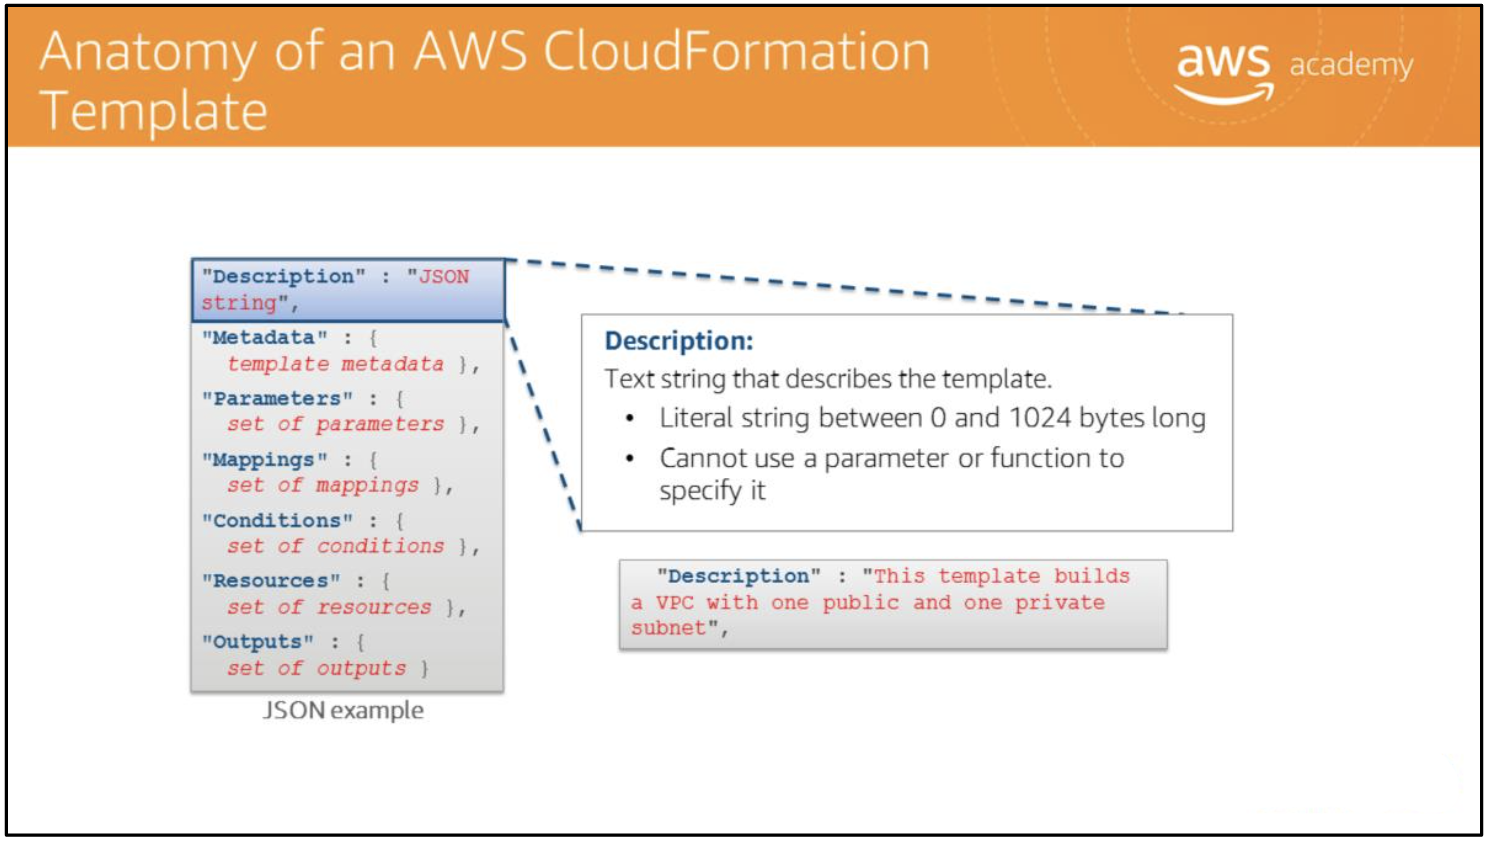 Anatomy of an AWS CloudFormation
Template
aws academy
"Description" : "JSON
string",
"Metadata" : {
template metadata },
"Parameters" : {
set of parameters },
"Mappings" : {
set of mappings },
"Conditions" : {
set of conditions },
"Resources" : {
set of resources },
"Outputs" : {
set of outputs }
JSON example
Description:
Text string that describes the template.
• Literal string between 0 and 1024 bytes long
• Cannot use a parameter or function to
specify it
"Description" : "This template builds
a VPC with one public and one private
subnet",